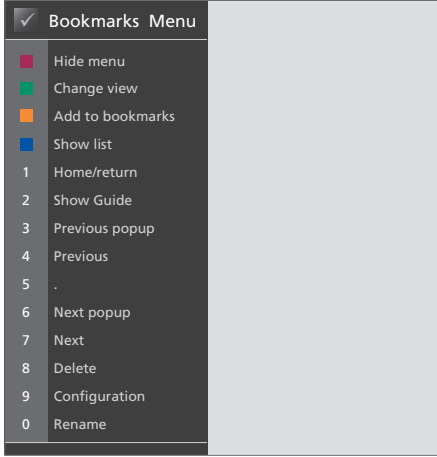 Bookmarks Menu
Hide menu
Change view
Add to bookmarks
Show list
1 Home/return
2 Show Guide
3 Previous popup
4 Previous
5 .
6 Next popup
7 Next
8 Delete
9 Configuration
0 Rename